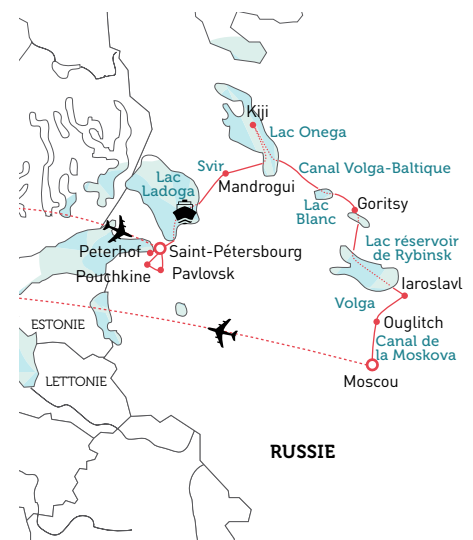 Kiji
Lac Onega
Svir
Canal Volga-Baltique
Lac
Ladoga
Mandrogui
Lac
Blanc
Goritsy
Peterhof
Saint-Pétersbourg
Lac réservoir
de Rybinsk
Pouchkine
Pavlovsk
Iaroslavl
Volga
ESTONIE
Ouglitch
Canal de
la Moskova
LETTONIE
Moscou
RUSSIE